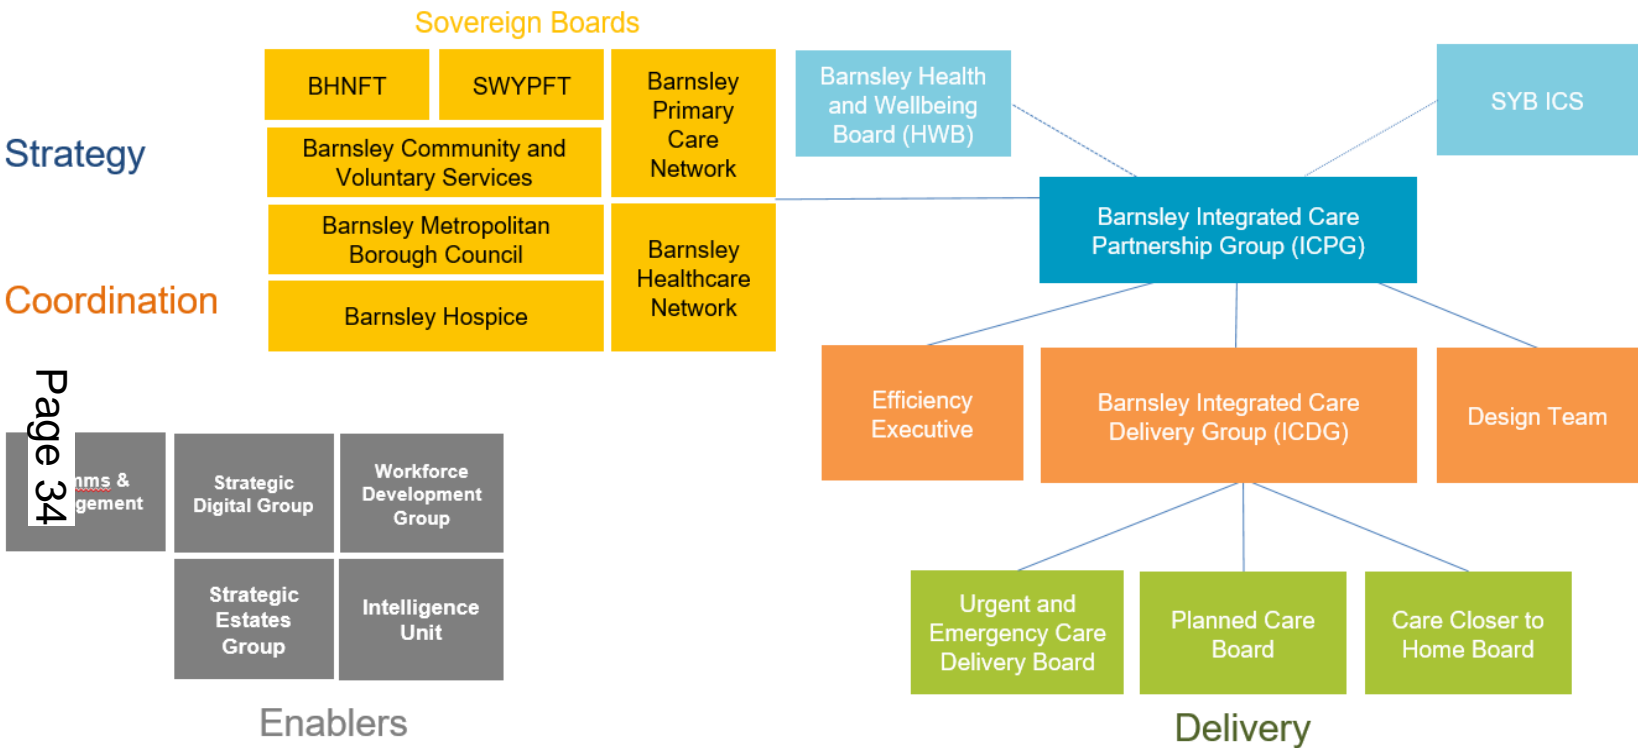 Sovereign Boards
BHNFT
SWYPFT
Barnsley
Primary
Care
Network
Barnsley Health
and Wellbeing
Board (HWB)
SYB ICS
Strategy
Barnsley Community and
Voluntary Services
Barnsley Integrated Care
Partnership Group (ICPG)
Barnsley Metropolitan
Borough Council
Barnsley
Healthcare
Network
Coordination
Barnsley Hospice
Efficiency
Executive
Barnsley Integrated Care
Delivery Group (ICDG)
Design Team
Page 34
&
Strategic
Digital Group
Workforce
Development
Group
Strategic
Estates
Group
Intelligence
Unit
Urgent and
Emergency Care
Delivery Board
Planned Care
Board
Care Closer to
Home Board
Enablers
Delivery